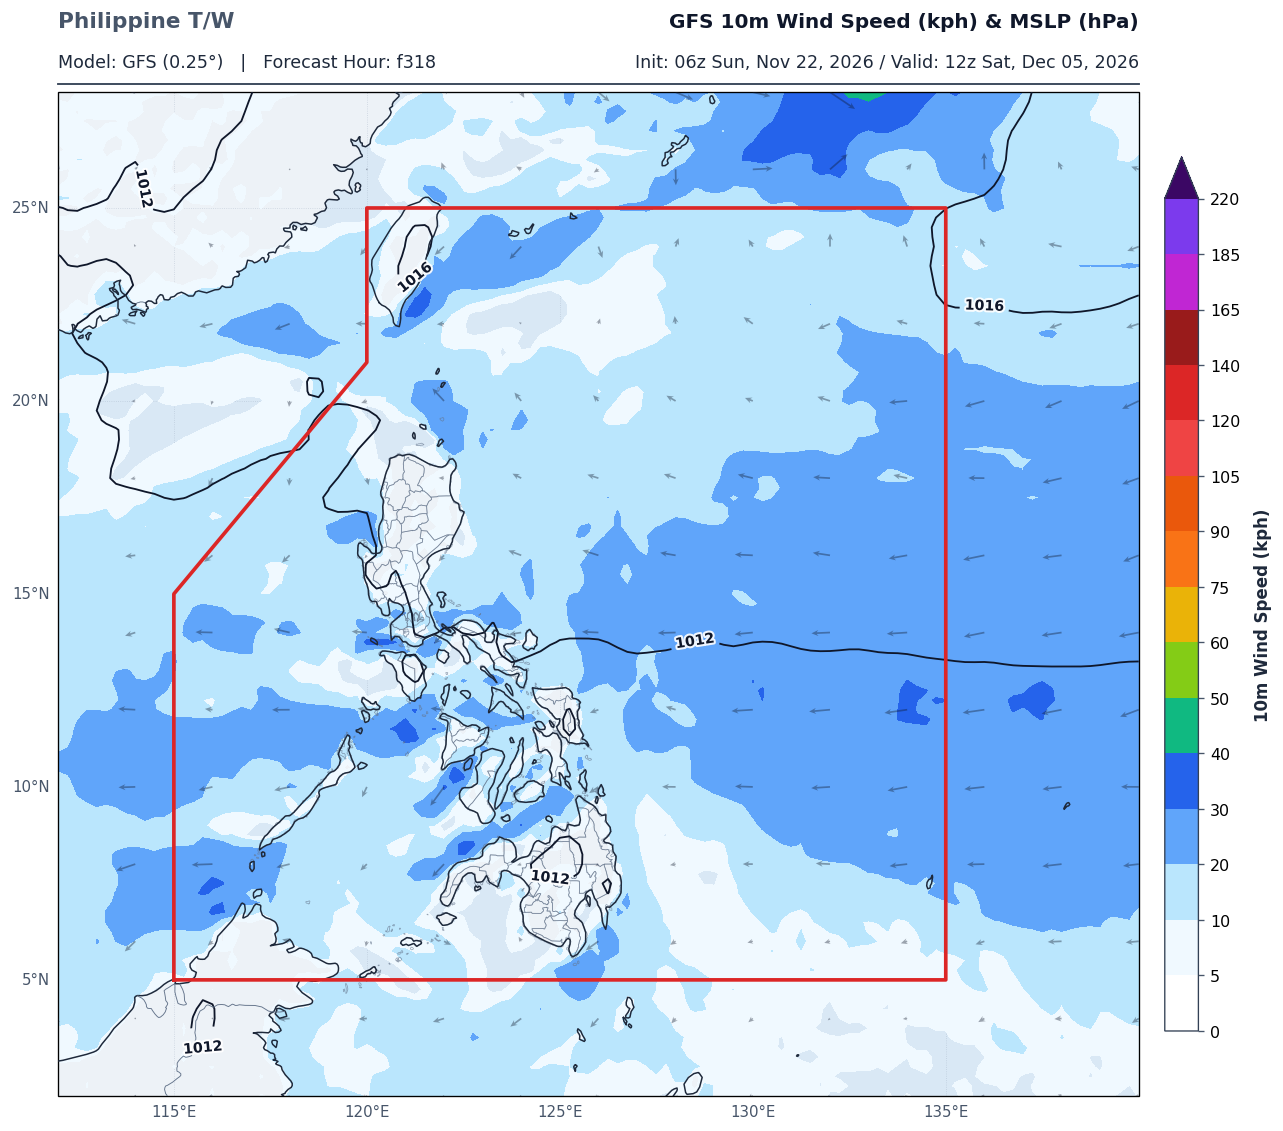 Philippine T/W
GFS 10m Wind Speed (kph) & MSLP (hPa)
Model: GFS (0.25°)   |   Forecast Hour: f318
Init: 06z Sun, Nov 22, 2026 / Valid: 12z Sat, Dec 05, 2026
1012
1016
1016
1012
1012
1012
25°N
20°N
15°N
10°N
5°N
115°E
120°E
125°E
130°E
135°E
220
185
165
140
120
105
90
75
60
50
40
30
20
10
5
0
10m Wind Speed (kph)